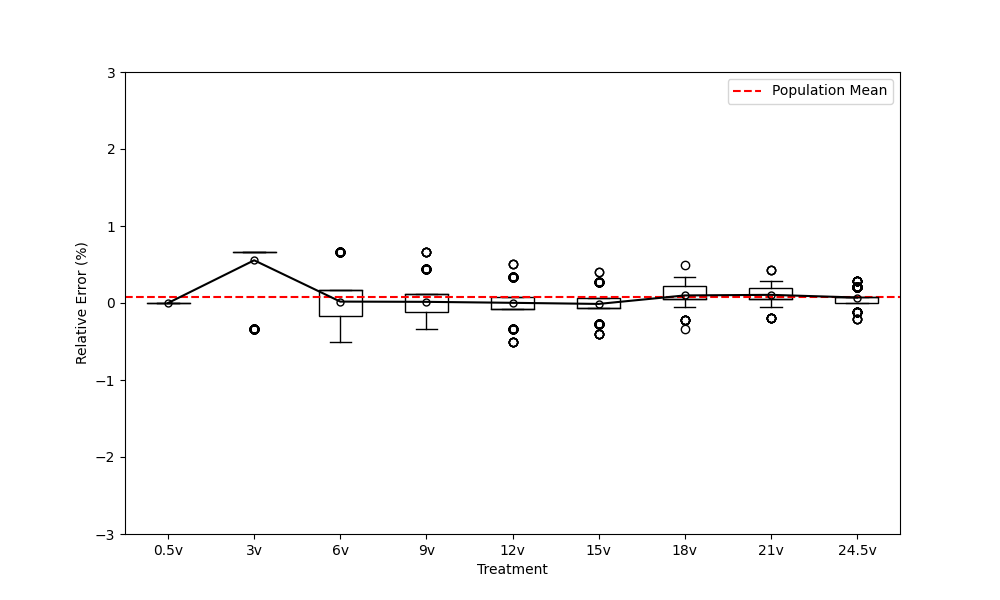 Population Mean
Relative Error (%)
3
2
1
0
−1
−2
−3
0.5v 3v 6v 9v 12v 15v 18v 21v 24.5v
Treatment